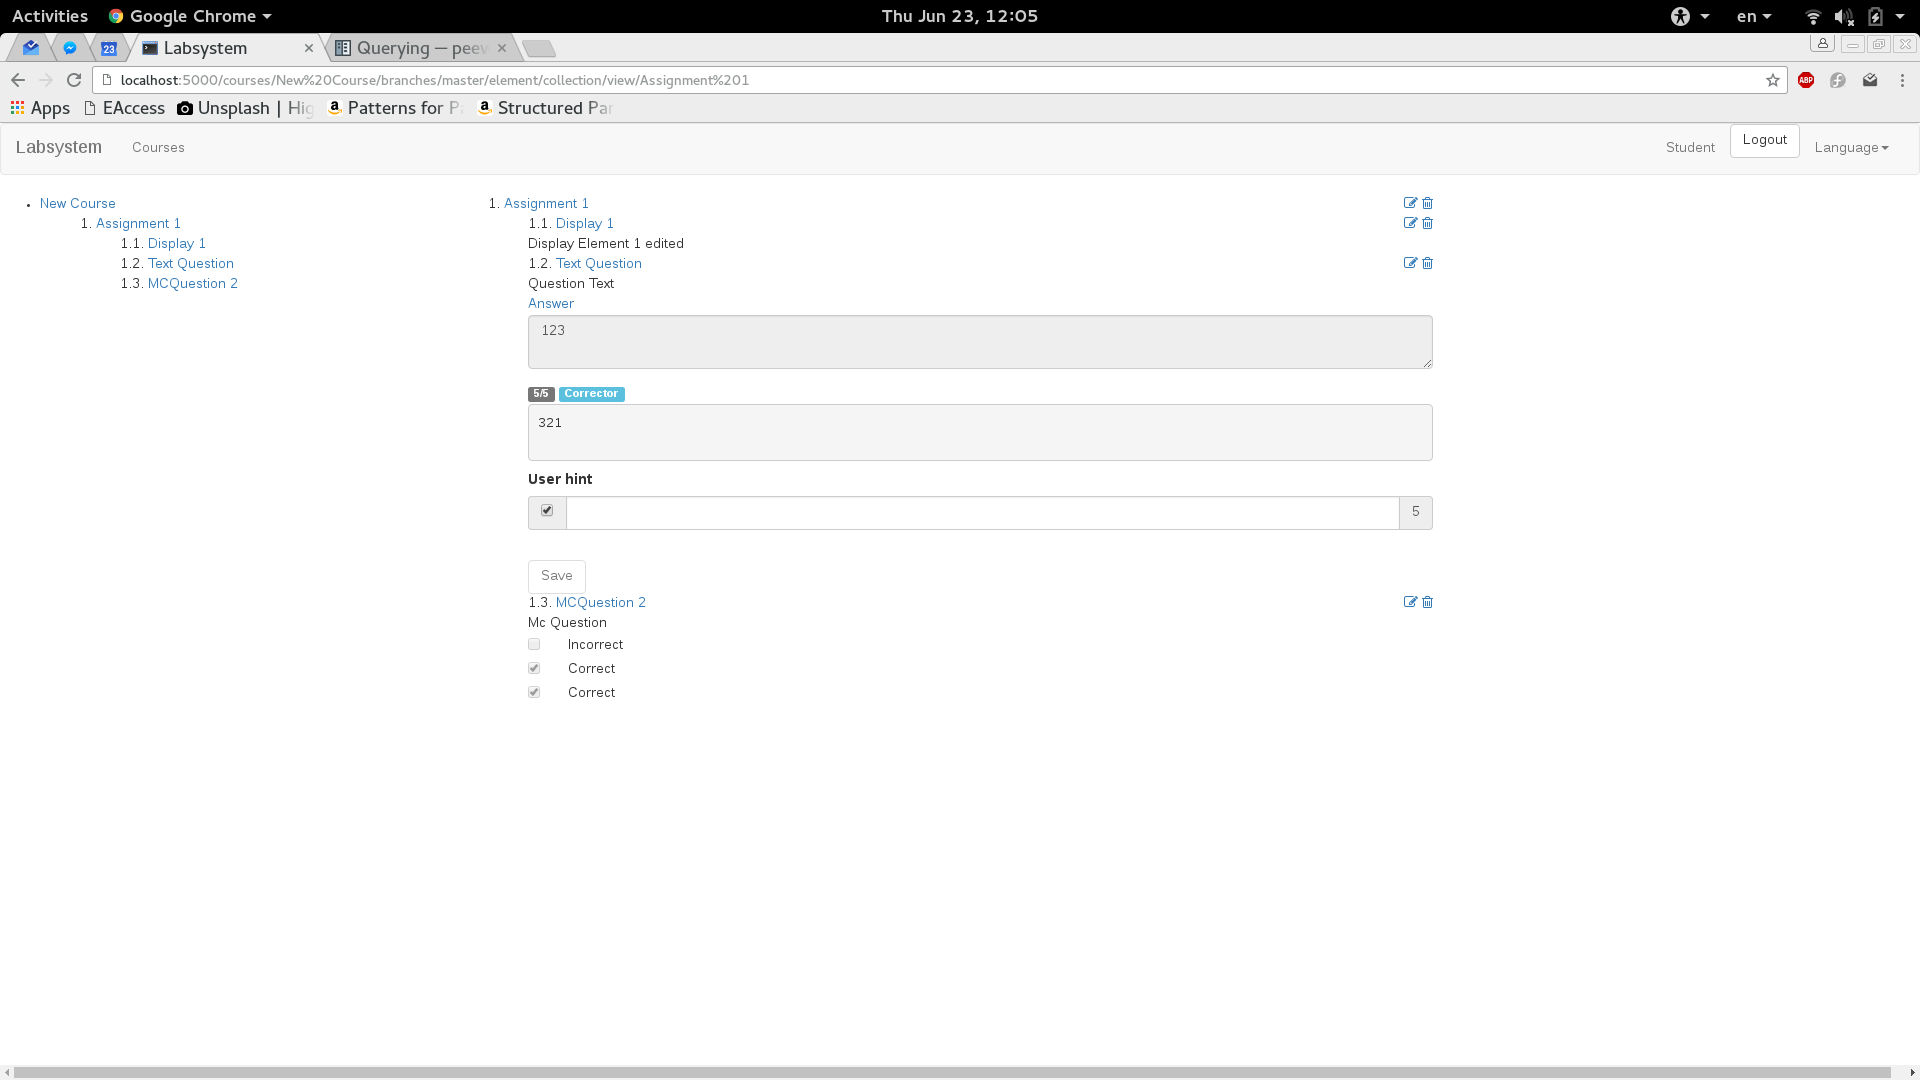 Activities Google Chrome Thu Jun 23, 12:05 en
23 Labsystem Querying — peew
localhost:5000/courses/New%20Course/branches/master/element/collection/view/Assignment%201 ABP
Apps EAccess Unsplash | Hig Patterns for P Structured Par
Labsystem Courses Student Logout Language
New Course
1. Assignment 1
1.1. Display 1
1.2. Text Question
1.3. MCQuestion 2
1. Assignment 1
1.1. Display 1
Display Element 1 edited
1.2. Text Question
Question Text
Answer
123
5/5 Corrector
321
User hint
5
Save
1.3. MCQuestion 2
Mc Question
Incorrect
Correct
Correct